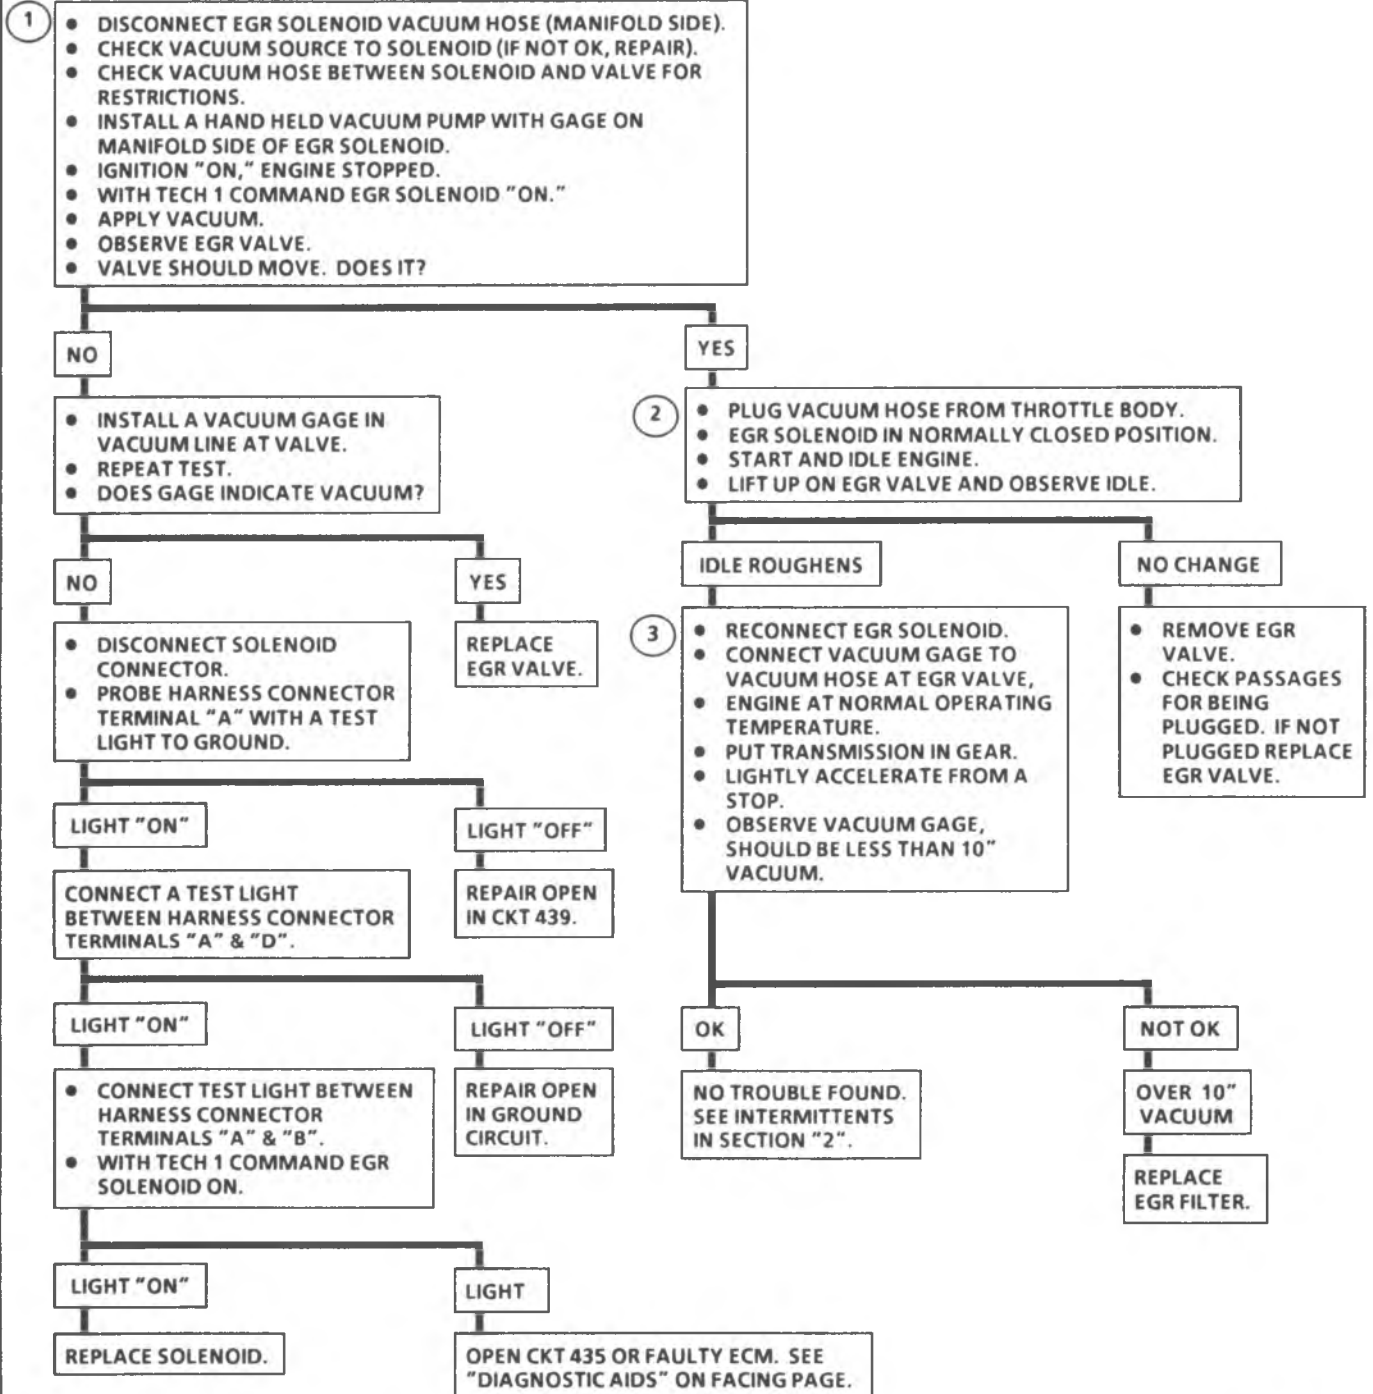 1
• DISCONNECT EGR SOLENOID VACUUM HOSE (MANIFOLD SIDE).
• CHECK VACUUM SOURCE TO SOLENOID (IF NOT OK, REPAIR).
• CHECK VACUUM HOSE BETWEEN SOLENOID AND VALVE FOR
RESTRICTIONS.
• INSTALL A HAND HELD VACUUM PUMP WITH GAGE ON
MANIFOLD SIDE OF EGR SOLENOID.
• IGNITION "ON," ENGINE STOPPED.
• WITH TECH 1 COMMAND EGR SOLENOID "ON."
• APPLY VACUUM.
• OBSERVE EGR VALVE.
• VALVE SHOULD MOVE. DOES IT?
NO
• INSTALL A VACUUM GAGE IN
VACUUM LINE AT VALVE.
• REPEAT TEST.
• DOES GAGE INDICATE VACUUM?
NO
• DISCONNECT SOLENOID
CONNECTOR.
• PROBE HARNESS CONNECTOR
TERMINAL "A" WITH A TEST
LIGHT TO GROUND.
YES
REPLACE
EGR VALVE.
LIGHT "ON"
CONNECT A TEST LIGHT
BETWEEN HARNESS CONNECTOR
TERMINALS "A" & "D".
LIGHT "OFF"
REPAIR OPEN
IN CKT 439.
LIGHT "ON"
• CONNECT TEST LIGHT BETWEEN
HARNESS CONNECTOR
TERMINALS "A" & "B".
• WITH TECH 1 COMMAND EGR
SOLENOID ON.
LIGHT "OFF"
REPAIR OPEN
IN GROUND
CIRCUIT.
LIGHT "ON"
REPLACE SOLENOID.
LIGHT
OPEN CKT 435 OR FAULTY ECM. SEE
"DIAGNOSTIC AIDS" ON FACING PAGE.
YES
2
• PLUG VACUUM HOSE FROM THROTTLE BODY.
• EGR SOLENOID IN NORMALLY CLOSED POSITION.
• START AND IDLE ENGINE.
• LIFT UP ON EGR VALVE AND OBSERVE IDLE.
IDLE ROUGHENS
3
• RECONNECT EGR SOLENOID.
• CONNECT VACUUM GAGE TO
VACUUM HOSE AT EGR VALVE,
• ENGINE AT NORMAL OPERATING
TEMPERATURE.
• PUT TRANSMISSION IN GEAR.
• LIGHTLY ACCELERATE FROM A
STOP.
• OBSERVE VACUUM GAGE,
SHOULD BE LESS THAN 10"
VACUUM.
NO CHANGE
• REMOVE EGR
VALVE.
• CHECK PASSAGES
FOR BEING
PLUGGED. IF NOT
PLUGGED REPLACE
EGR VALVE.
OK
NO TROUBLE FOUND.
SEE INTERMITTENTS
IN SECTION "2".
NOT OK
OVER 10"
VACUUM
REPLACE
EGR FILTER.